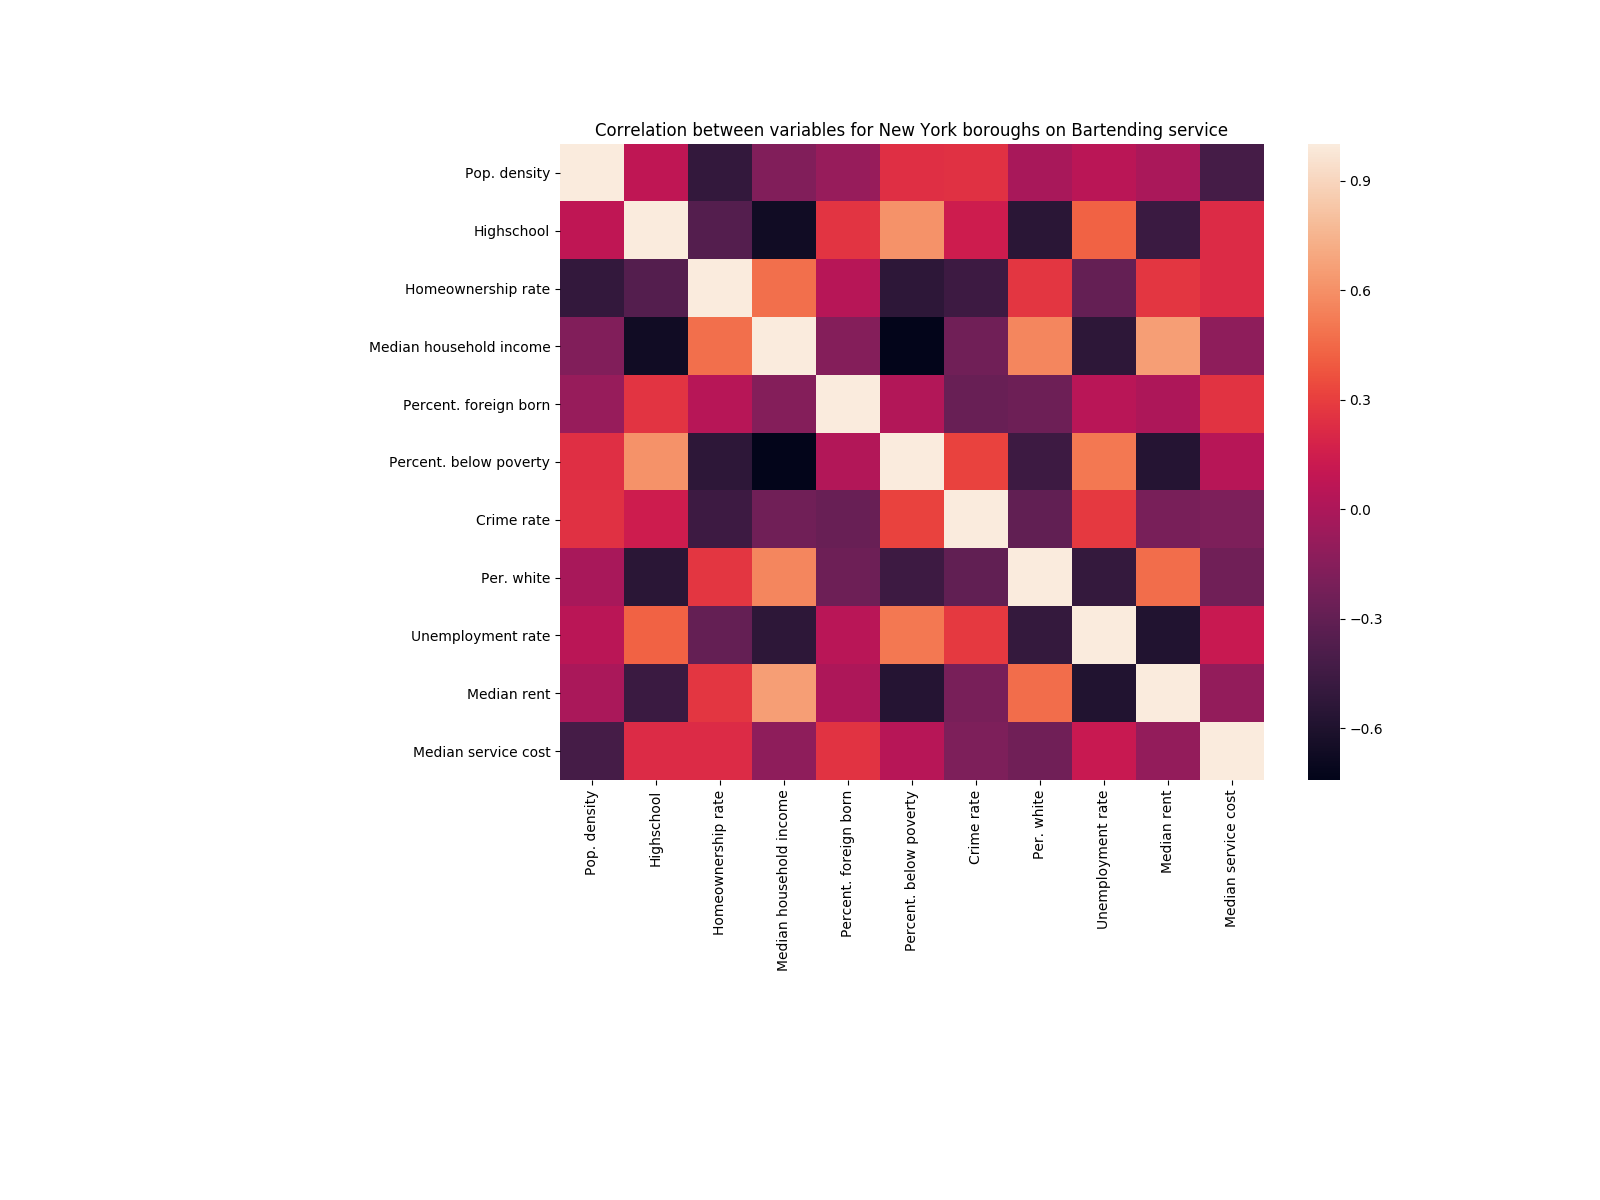 Correlation between variables for New York boroughs on Bartending service
Pop. density
Highschool
Homeownership rate
Median household income
Percent. foreign born
Percent. below poverty
Crime rate
Per. white
Unemployment rate
Median rent
Median service cost
Pop. density
Highschool
Homeownership rate
Median household income
Percent. foreign born
Percent. below poverty
Crime rate
Per. white
Unemployment rate
Median rent
Median service cost
0.9
0.6
0.3
0.0
−0.3
−0.6